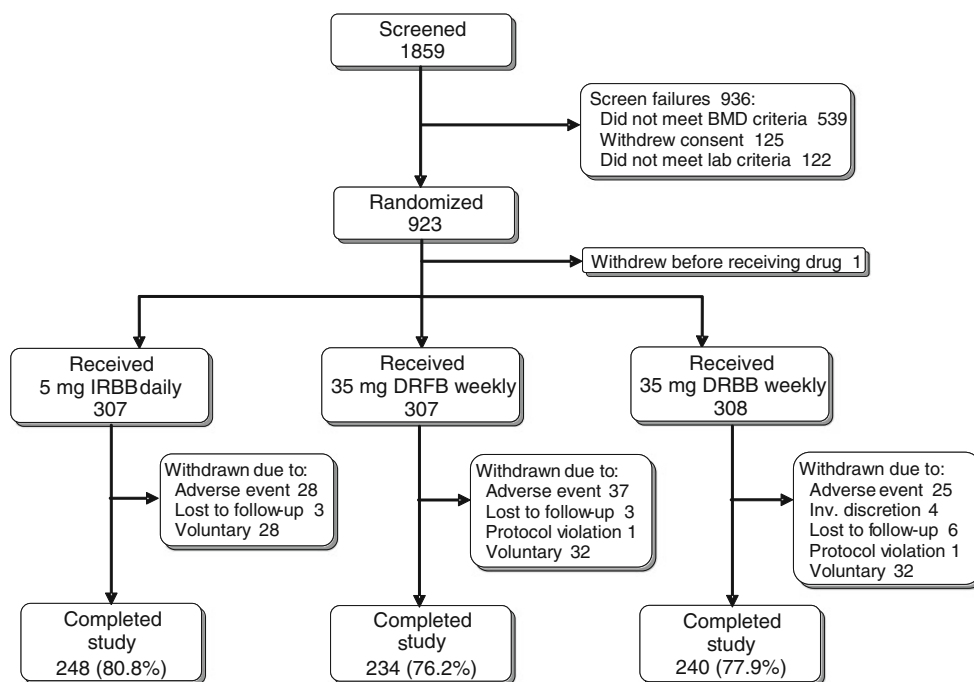 Screened
1859
Screen failures 936:
Did not meet BMD criteria 539
Withdrew consent 125
Did not meet lab criteria 122
Randomized
923
Withdrew before receiving drug 1
Received
5 mg IRBB daily
307
Received
35 mg DRFB weekly
307
Received
35 mg DRBB weekly
308
Withdrawn due to:
Adverse event 28
Lost to follow-up 3
Voluntary 28
Withdrawn due to:
Adverse event 37
Lost to follow-up 3
Protocol violation 1
Voluntary 32
Withdrawn due to:
Adverse event 25
Inv. discretion 4
Lost to follow-up 6
Protocol violation 1
Voluntary 32
Completed
study
248 (80.8%)
Completed
study
234 (76.2%)
Completed
study
240 (77.9%)